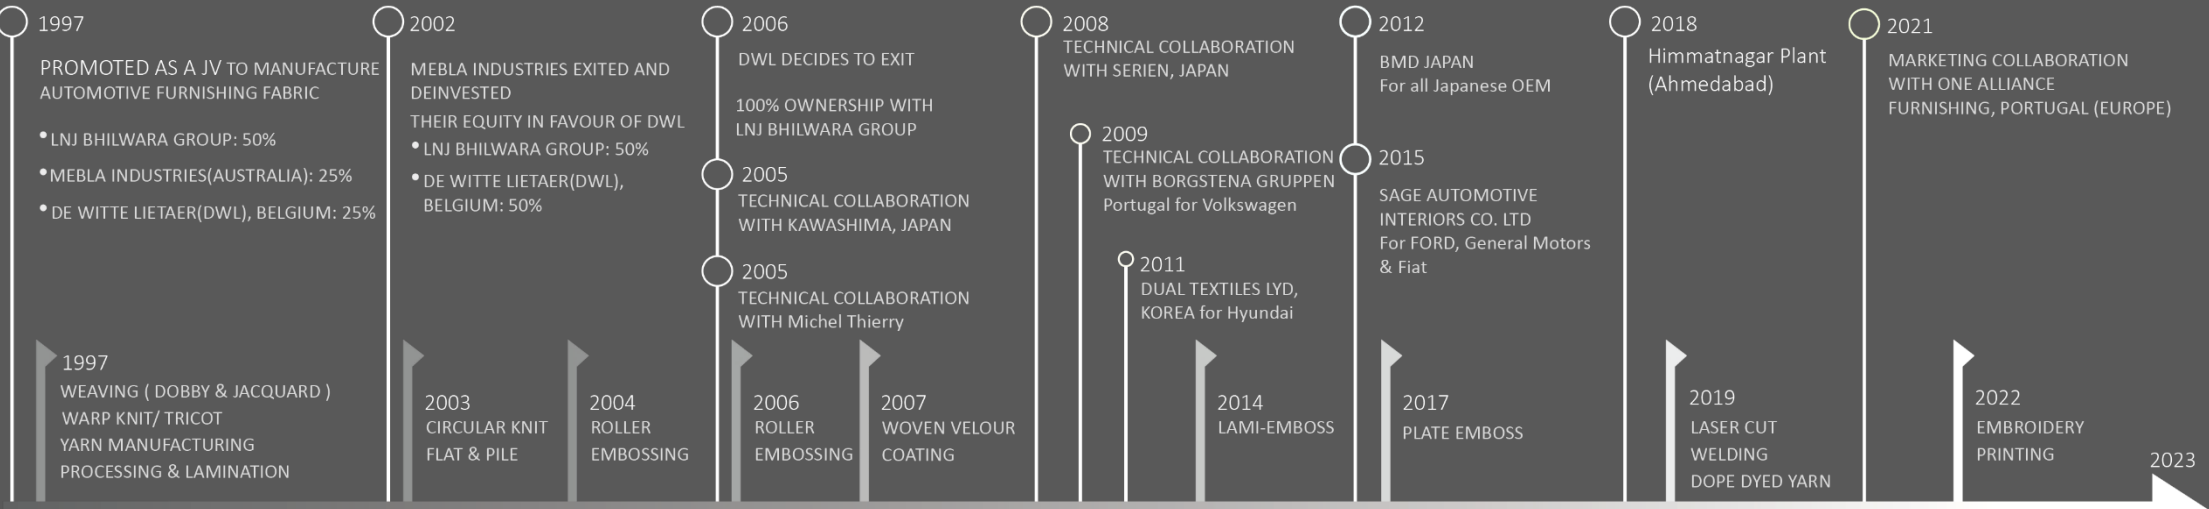 1997
PROMOTED AS A JV TO MANUFACTURE
AUTOMOTIVE FURNISHING FABRIC
• LNJ BHILWARA GROUP: 50%
• MEBLA INDUSTRIES(AUSTRALIA): 25%
• DE WITTE LIETAER(DWL), BELGIUM: 25%
2002
MEBLA INDUSTRIES EXITED AND
DEINVESTED
THEIR EQUITY IN FAVOUR OF DWL
• LNJ BHILWARA GROUP: 50%
• DE WITTE LIETAER(DWL),
BELGIUM: 50%
2006
DWL DECIDES TO EXIT
100% OWNERSHIP WITH
LNJ BHILWARA GROUP
2005
TECHNICAL COLLABORATION
WITH KAWASHIMA, JAPAN
2005
TECHNICAL COLLABORATION
WITH Michel Thierry
2008
TECHNICAL COLLABORATION
WITH SERIEN, JAPAN
2009
TECHNICAL COLLABORATION
WITH BORGSTENA GRUPPEN
Portugal for Volkswagen
2011
DUAL TEXTILES LYD,
KOREA for Hyundai
2012
BMD JAPAN
For all Japanese OEM
2015
SAGE AUTOMOTIVE
INTERIORS CO. LTD
For FORD, General Motors
& Fiat
2018
Himmatnagar Plant
(Ahmedabad)
2021
MARKETING COLLABORATION
WITH ONE ALLIANCE
FURNISHING, PORTUGAL (EUROPE)
1997
WEAVING ( DOBBY & JACQUARD )
WARP KNIT/ TRICOT
YARN MANUFACTURING
PROCESSING & LAMINATION
2003
CIRCULAR KNIT
FLAT & PILE
2004
ROLLER
EMBOSSING
2006
ROLLER
EMBOSSING
2007
WOVEN VELOUR
COATING
2014
LAMI-EMBOSS
2017
PLATE EMBOSS
2019
LASER CUT
WELDING
DOPE DYED YARN
2022
EMBROIDERY
PRINTING
2023